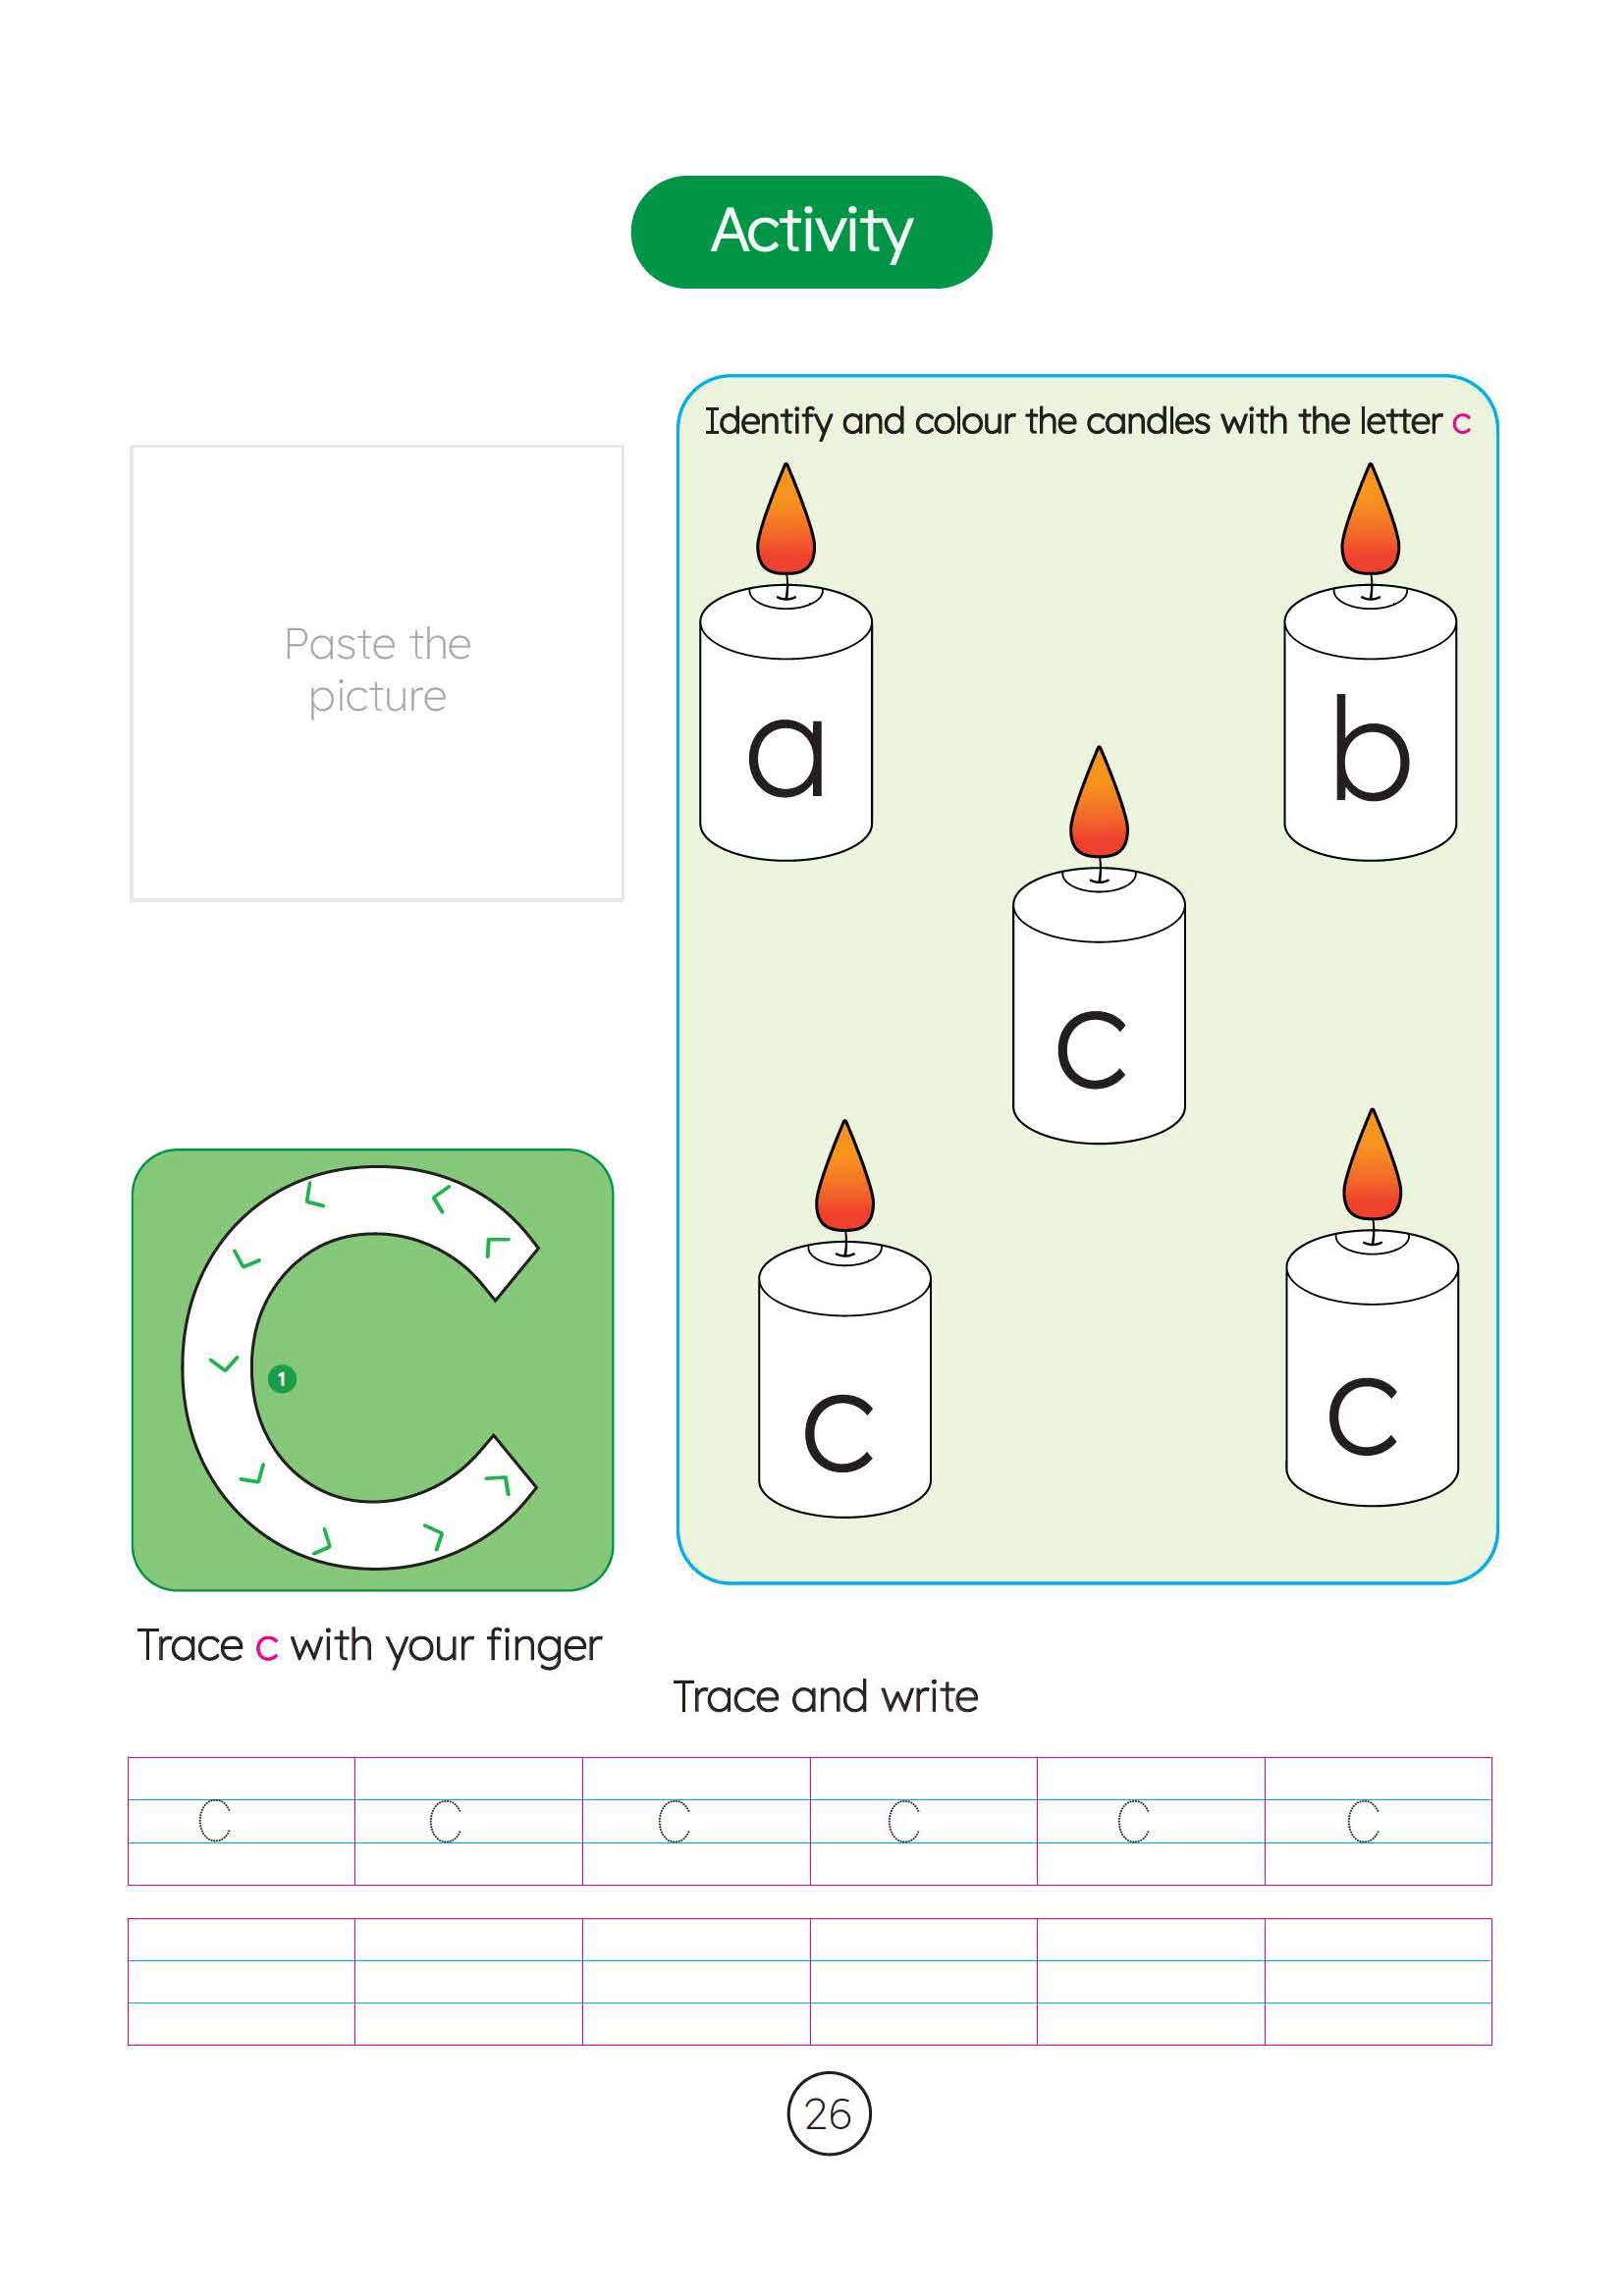 Activity
Identify and colour the candles with the letter c
Paste the
picture
a
b
c
c
c
1
Trace c with your finger
Trace and write
c c c c c c
26